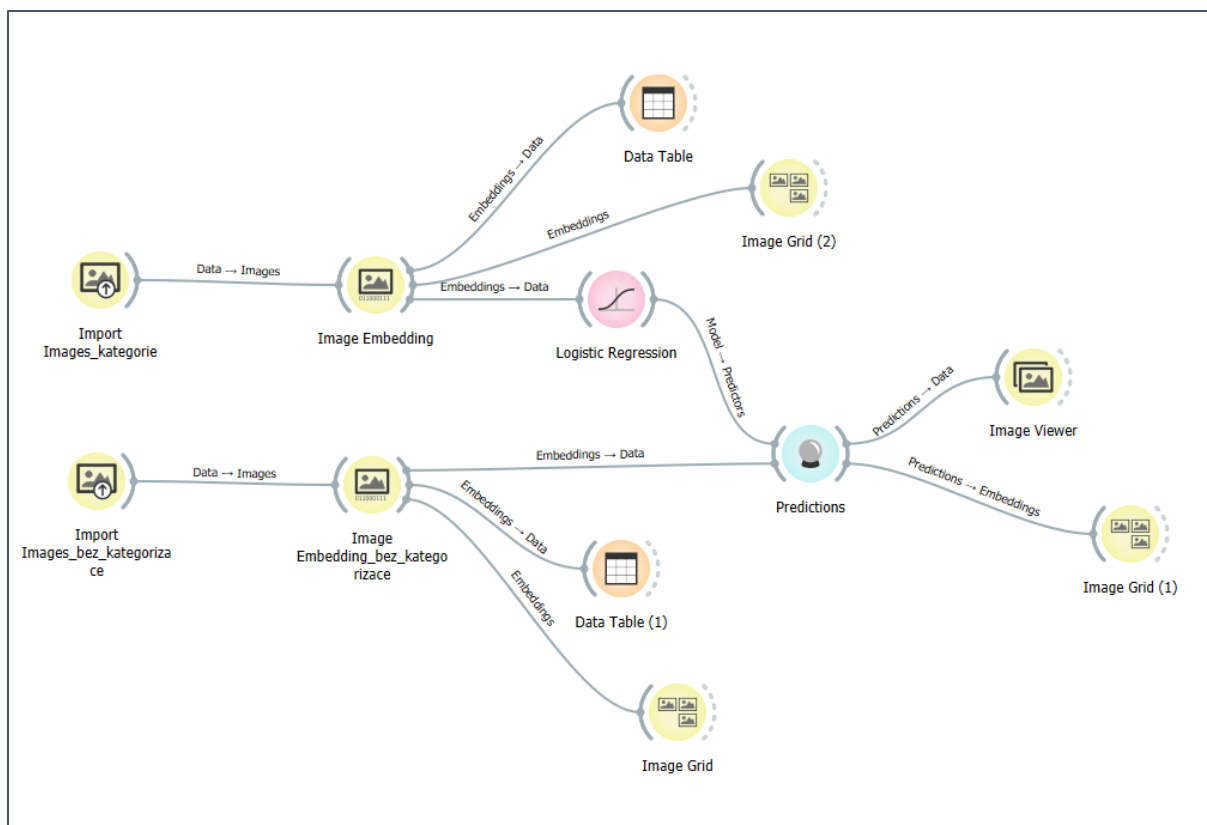 Data Table
Embeddings → Data
Image Grid (2)
Embeddings
Data → Images
Embeddings → Data
Import
Images_kategorie
Image Embedding
Logistic Regression
Model → Predictors
Predictions → Data
Image Viewer
Data → Images
Embeddings → Data
Predictions → Embeddings
Import
Images_bez_kategoriza
ce
Image
Embedding_bez_katego
rizace
Predictions
Embeddings → Data
Embeddings
Data Table (1)
Image Grid (1)
Image Grid
011000111
011000111